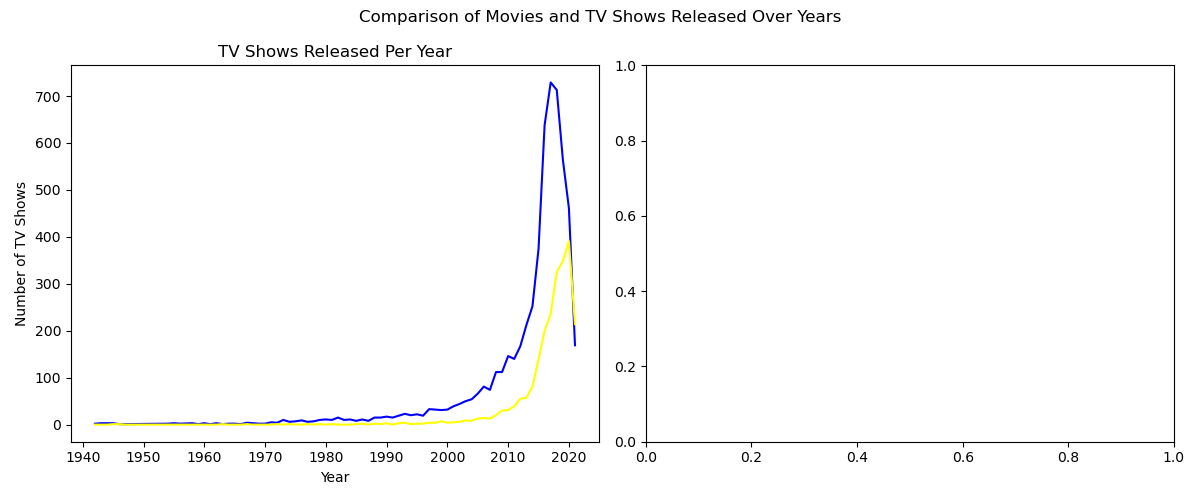 Comparison of Movies and TV Shows Released Over Years
TV Shows Released Per Year
Number of TV Shows
700
600
500
400
300
200
100
0
1940 1950 1960 1970 1980 1990 2000 2010 2020
Year
1.0
0.8
0.6
0.4
0.2
0.0
0.0 0.2 0.4 0.6 0.8 1.0